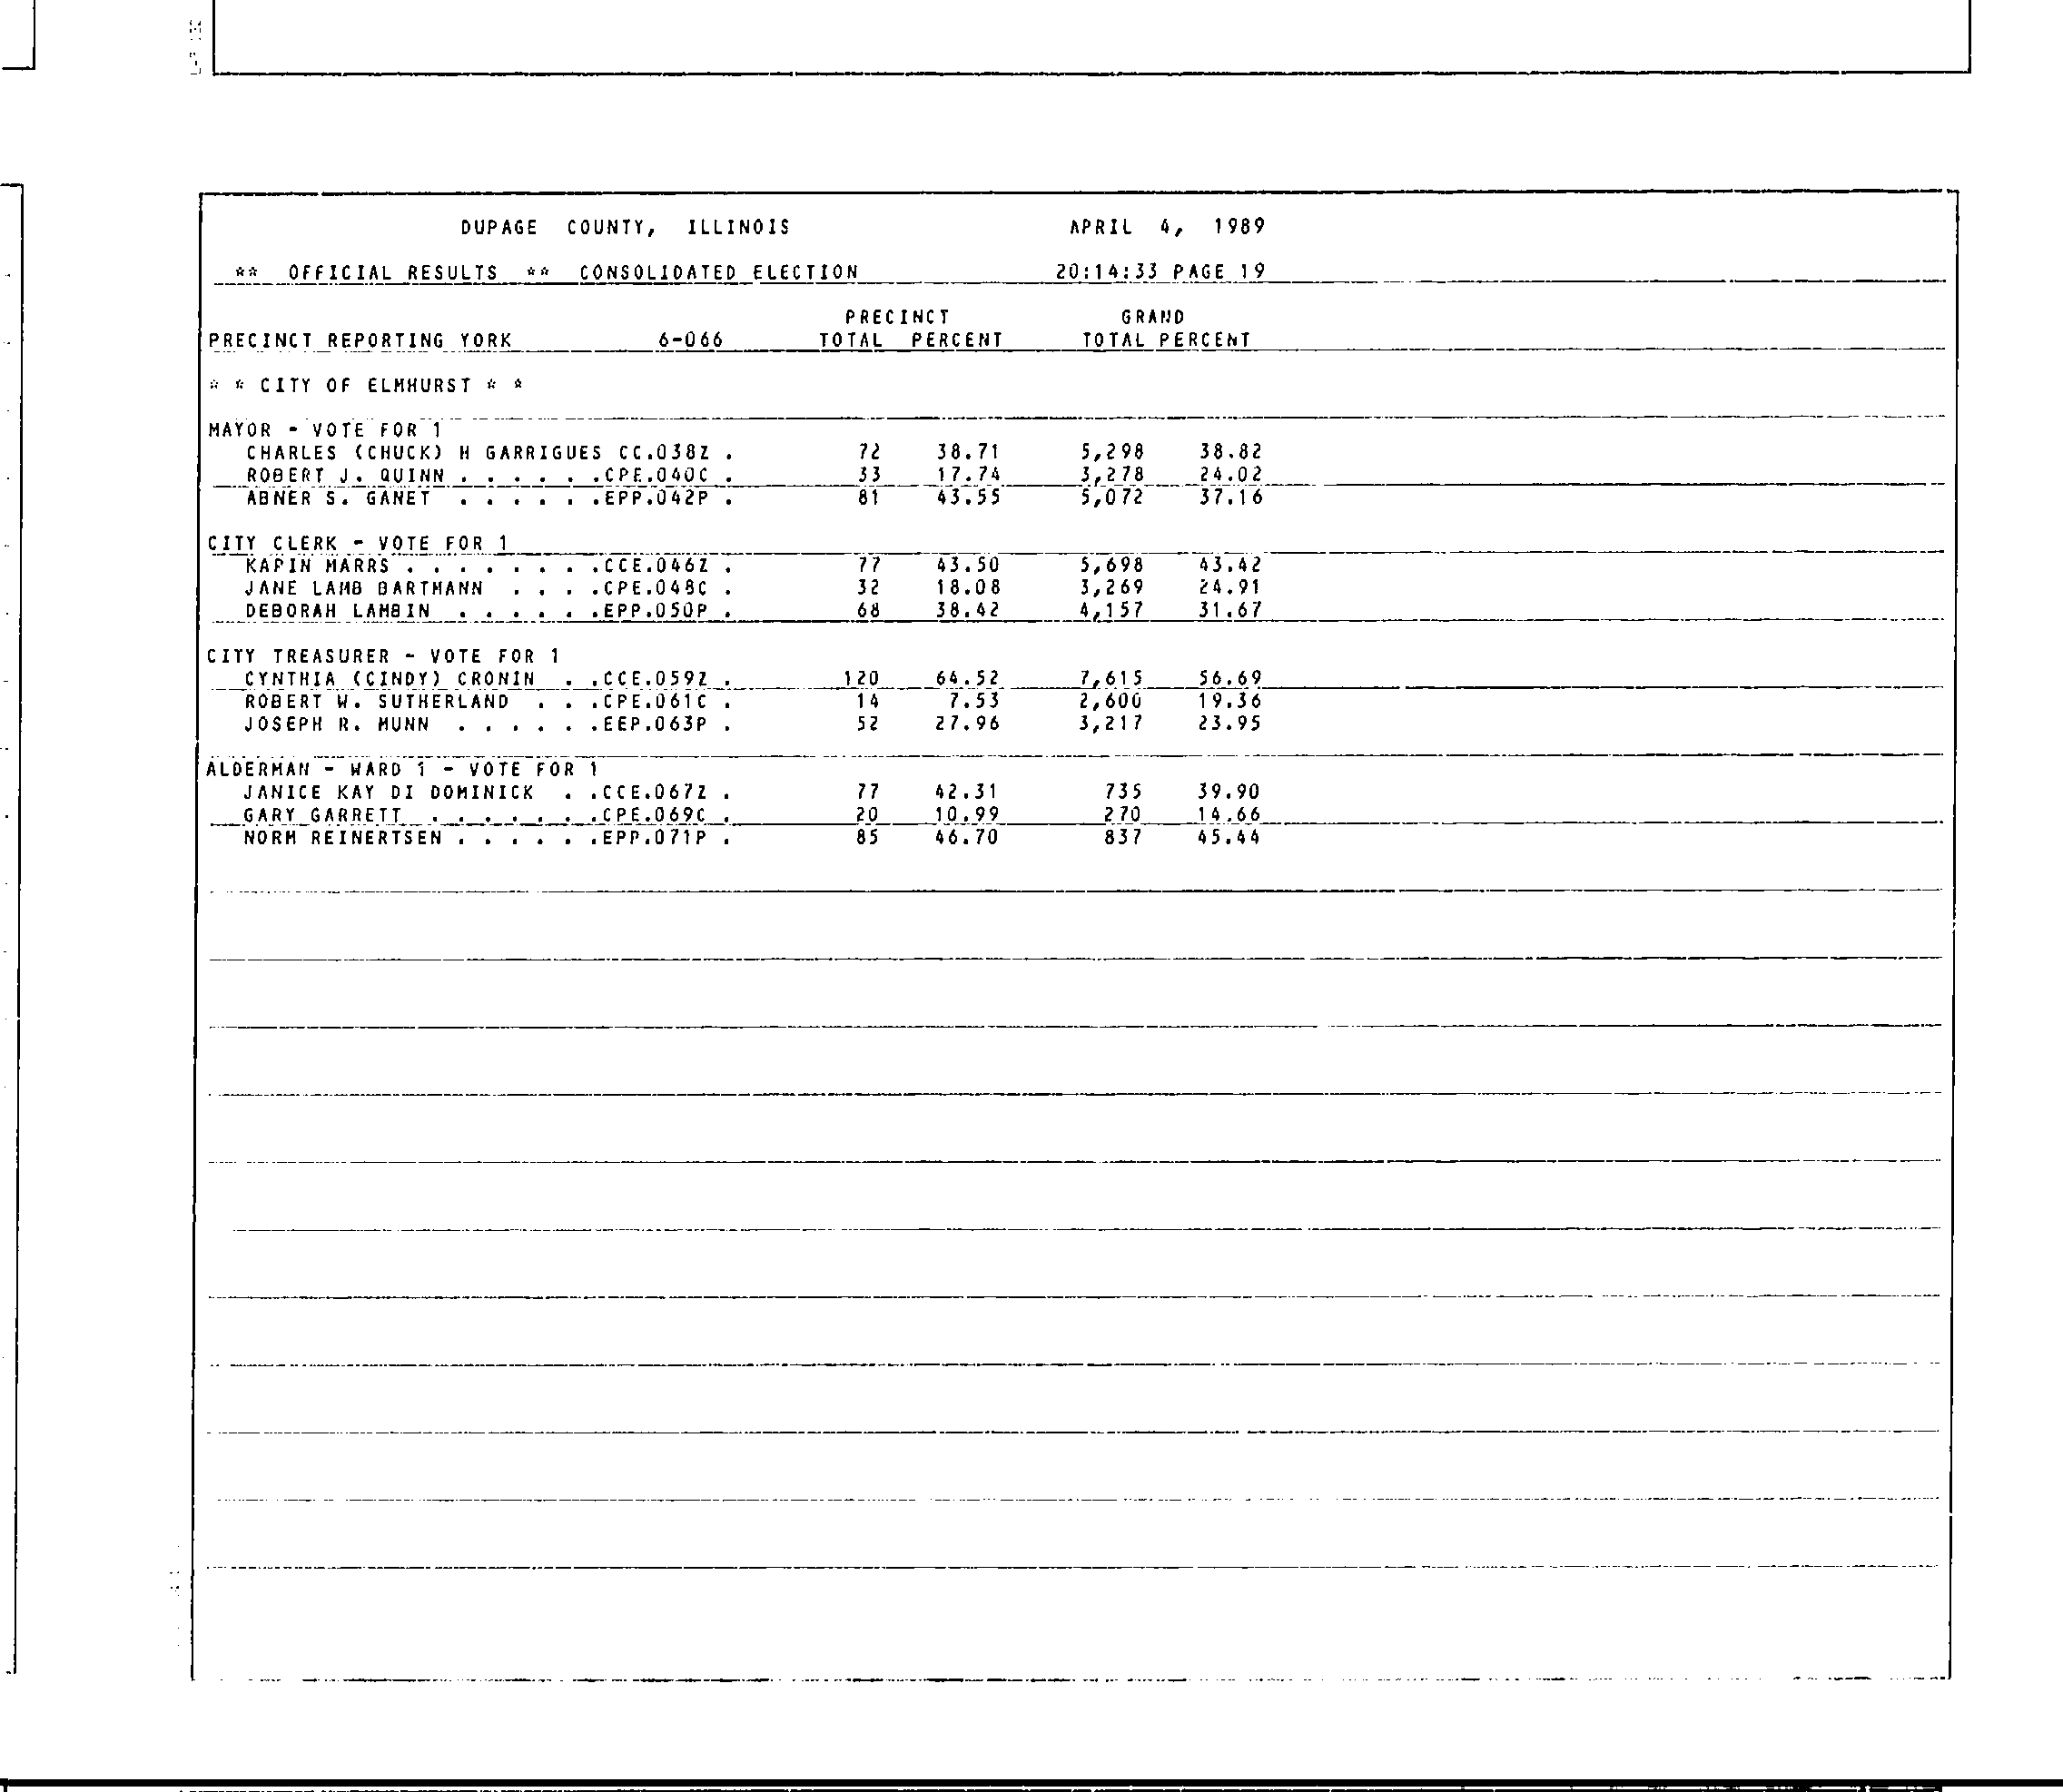 DUPAGE COUNTY, ILLINOIS APRIL 4, 1989
** OFFICIAL RESULTS ** CONSOLIDATED ELECTION 20:14:33 PAGE 19
PRECINCT GRAND
PRECINCT REPORTING YORK 6-066 TOTAL PERCENT TOTAL PERCENT
* * CITY OF ELMHURST * *
MAYOR - VOTE FOR 1
CHARLES (CHUCK) H GARRIGUES CC.038Z . 72 38.71 5,298 38.82
ROBERT J. QUINN . . . . . .CPE.040C . 33 17.74 3,278 24.02
ABNER S. GANET . . . . . .EPP.042P . 81 43.55 5,072 37.16
CITY CLERK - VOTE FOR 1
KAPIN MARRS . . . . . . . .CCE.046Z . 77 43.50 5,698 43.42
JANE LAMB BARTMANN . . . .CPE.048C . 32 18.08 3,269 24.91
DEBORAH LAMBIN . . . . . .EPP.050P . 68 38.42 4,157 31.67
CITY TREASURER - VOTE FOR 1
CYNTHIA (CINDY) CRONIN . .CCE.059Z . 120 64.52 7,615 56.69
ROBERT W. SUTHERLAND . . .CPE.061C . 14 7.53 2,600 19.36
JOSEPH R. MUNN . . . . . .EEP.063P . 52 27.96 3,217 23.95
ALDERMAN - WARD 1 - VOTE FOR 1
JANICE KAY DI DOMINICK . .CCE.067Z . 77 42.31 735 39.90
GARY GARRETT . . . . . . .CPE.069C . 20 10.99 270 14.66
NORM REINERTSEN . . . . . .EPP.071P . 85 46.70 837 45.44